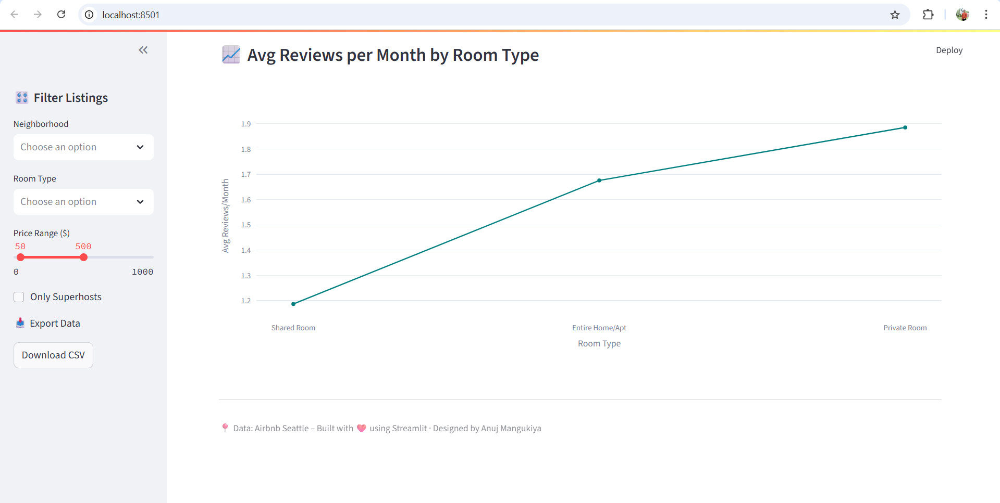 localhost:8501
Deploy
Filter Listings
Neighborhood
Choose an option
Room Type
Choose an option
Price Range ($)
50 500
0 1000
Only Superhosts
Export Data
Download CSV
Avg Reviews per Month by Room Type
Avg Reviews/Month
1.9
1.8
1.7
1.6
1.5
1.4
1.3
1.2
Shared Room Entire Home/Apt Private Room
Room Type
Data: Airbnb Seattle – Built with 💖 using Streamlit · Designed by Anuj Mangukiya